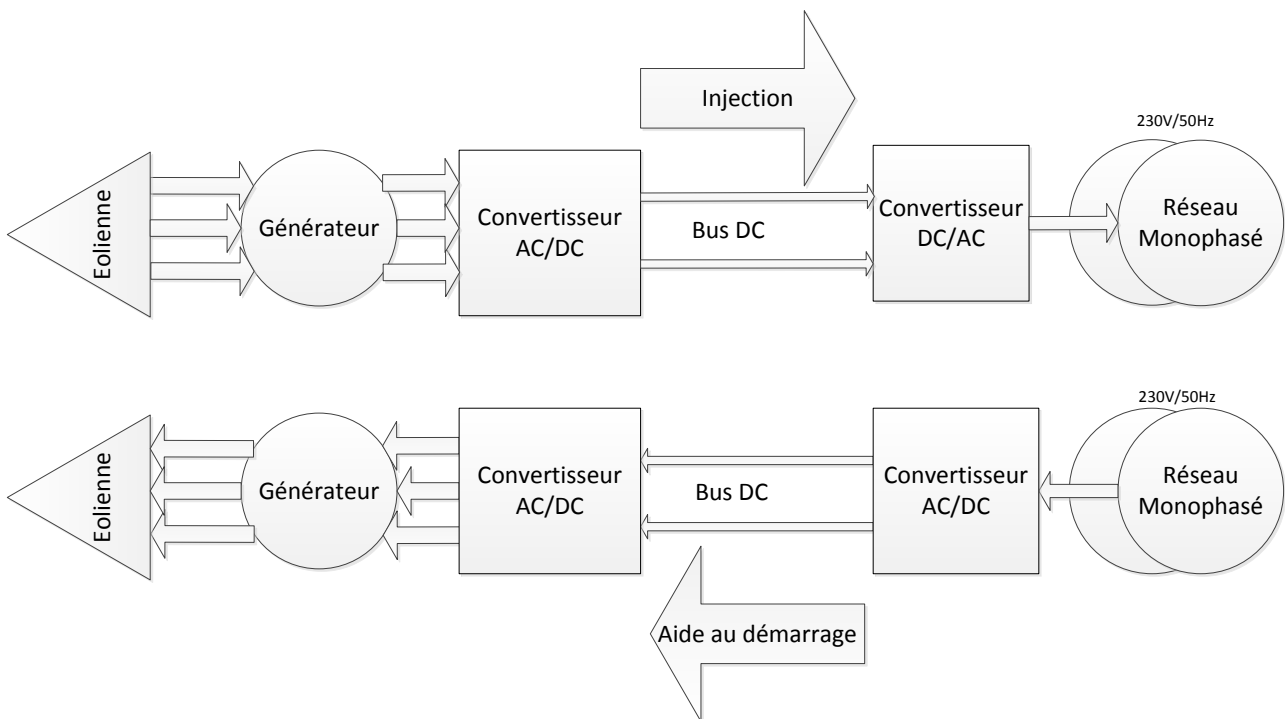 Injection
230V/50Hz
Eolienne
Générateur
Convertisseur
AC/DC
Bus DC
Convertisseur
DC/AC
Réseau
Monophasé
230V/50Hz
Eolienne
Générateur
Convertisseur
AC/DC
Bus DC
Convertisseur
AC/DC
Réseau
Monophasé
Aide au démarrage